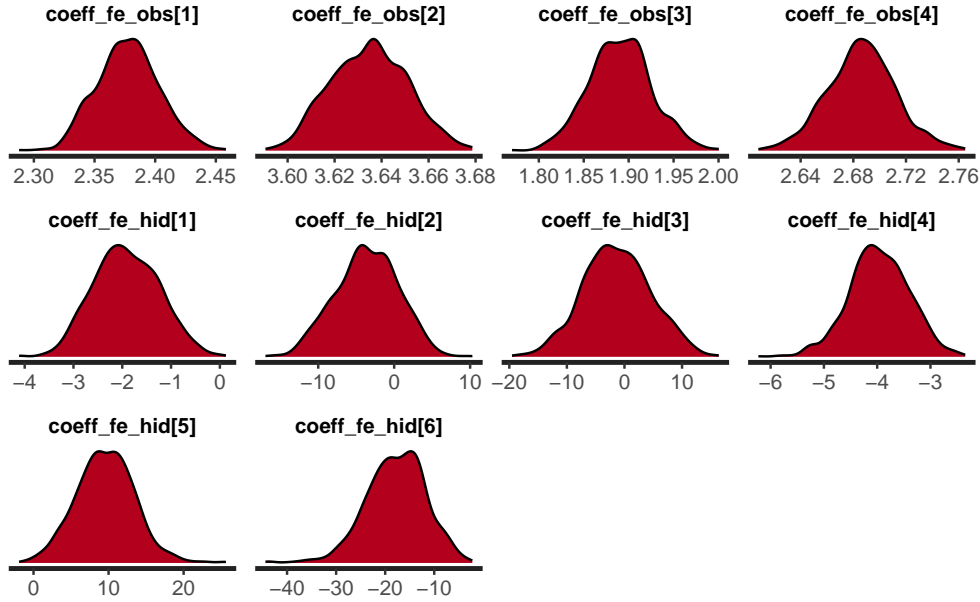 coeff_fe_obs[1] coeff_fe_obs[2] coeff_fe_obs[3] coeff_fe_obs[4]
2.30 2.35 2.40 2.45 3.60 3.62 3.64 3.66 3.68 1.80 1.85 1.90 1.95 2.00 2.64 2.68 2.72 2.76
coeff_fe_hid[1] coeff_fe_hid[2] coeff_fe_hid[3] coeff_fe_hid[4]
−4 −3 −2 −1 0 −10 0 10 −20 −10 0 10 −6 −5 −4 −3
coeff_fe_hid[5] coeff_fe_hid[6]
0 10 20 −40 −30 −20 −10